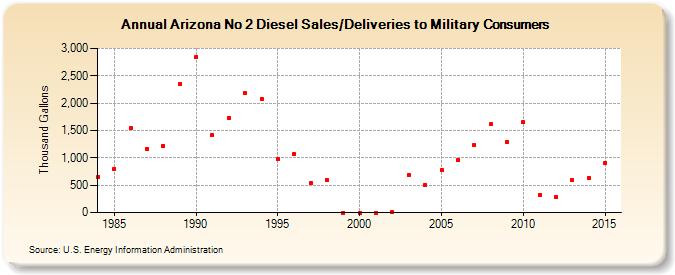 Annual Arizona No 2 Diesel Sales/Deliveries to Military Consumers
Thousand Gallons
3,000
2,500
2,000
1,500
1,000
500
0
1985 1990 1995 2000 2005 2010 2015
Source: U.S. Energy Information Administration